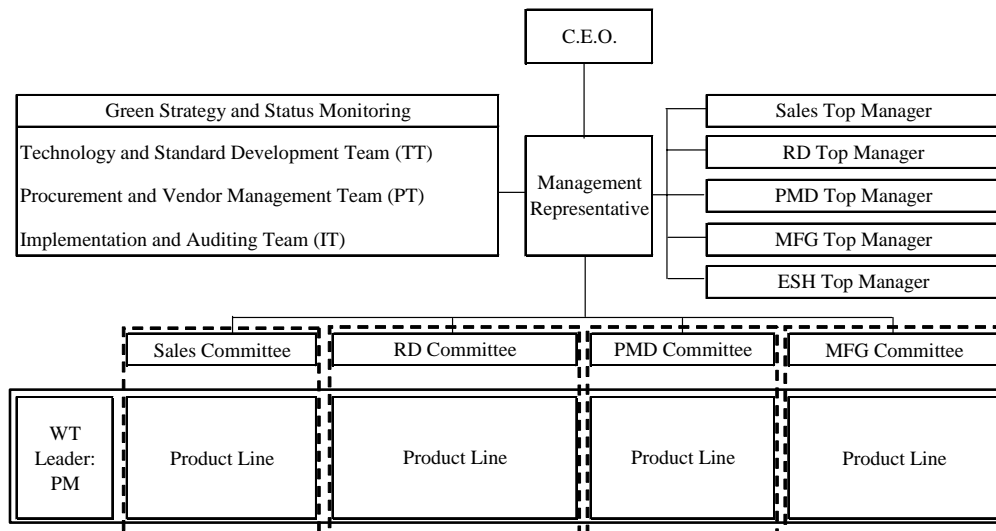 C.E.O.
Green Strategy and Status Monitoring
Technology and Standard Development Team (TT)
Procurement and Vendor Management Team (PT)
Implementation and Auditing Team (IT)
Management
Representative
Sales Top Manager
RD Top Manager
PMD Top Manager
MFG Top Manager
ESH Top Manager
Sales Committee
RD Committee
PMD Committee
MFG Committee
WT
Leader:
PM
Product Line
Product Line
Product Line
Product Line